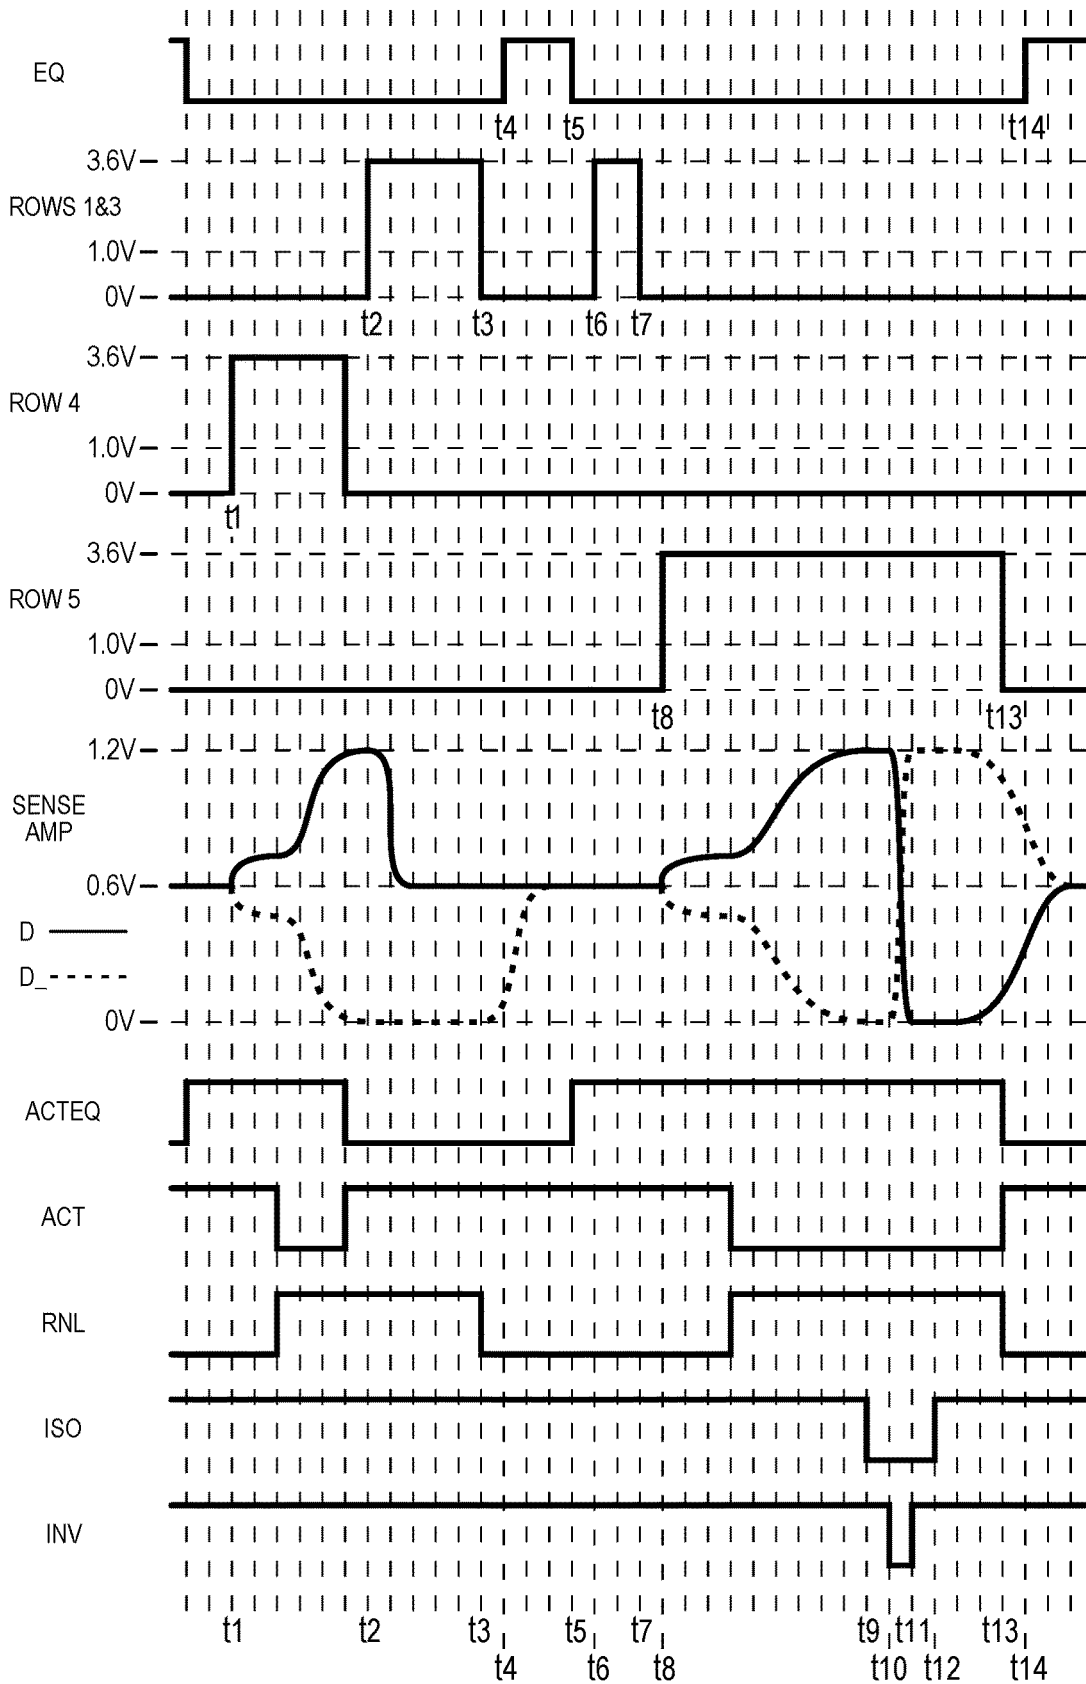 EQ
t4 t5 t14
3.6V
ROWS 1&3
1.0V
0V
t2 t3 t6 t7
3.6V
ROW 4
1.0V
0V
t1
3.6V
ROW 5
1.0V
0V
t8 t13
1.2V
SENSE
AMP
0.6V
D
D_
0V
ACTEQ
ACT
RNL
ISO
INV
t1 t2 t3 t5 t7 t9 t11 t13
t4 t6 t8 t10 t12 t14